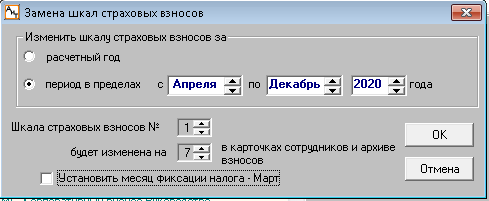 Замена шкал страховых взносов
Изменить шкалу страховых взносов за
расчетный год
период в пределах с Апреля по Декабрь 2020 года
Шкала страховых взносов № 1
будет изменена на 7 в карточках сотрудников и архиве взносов
Установить месяц фиксации налога - Март
OK
Отмена